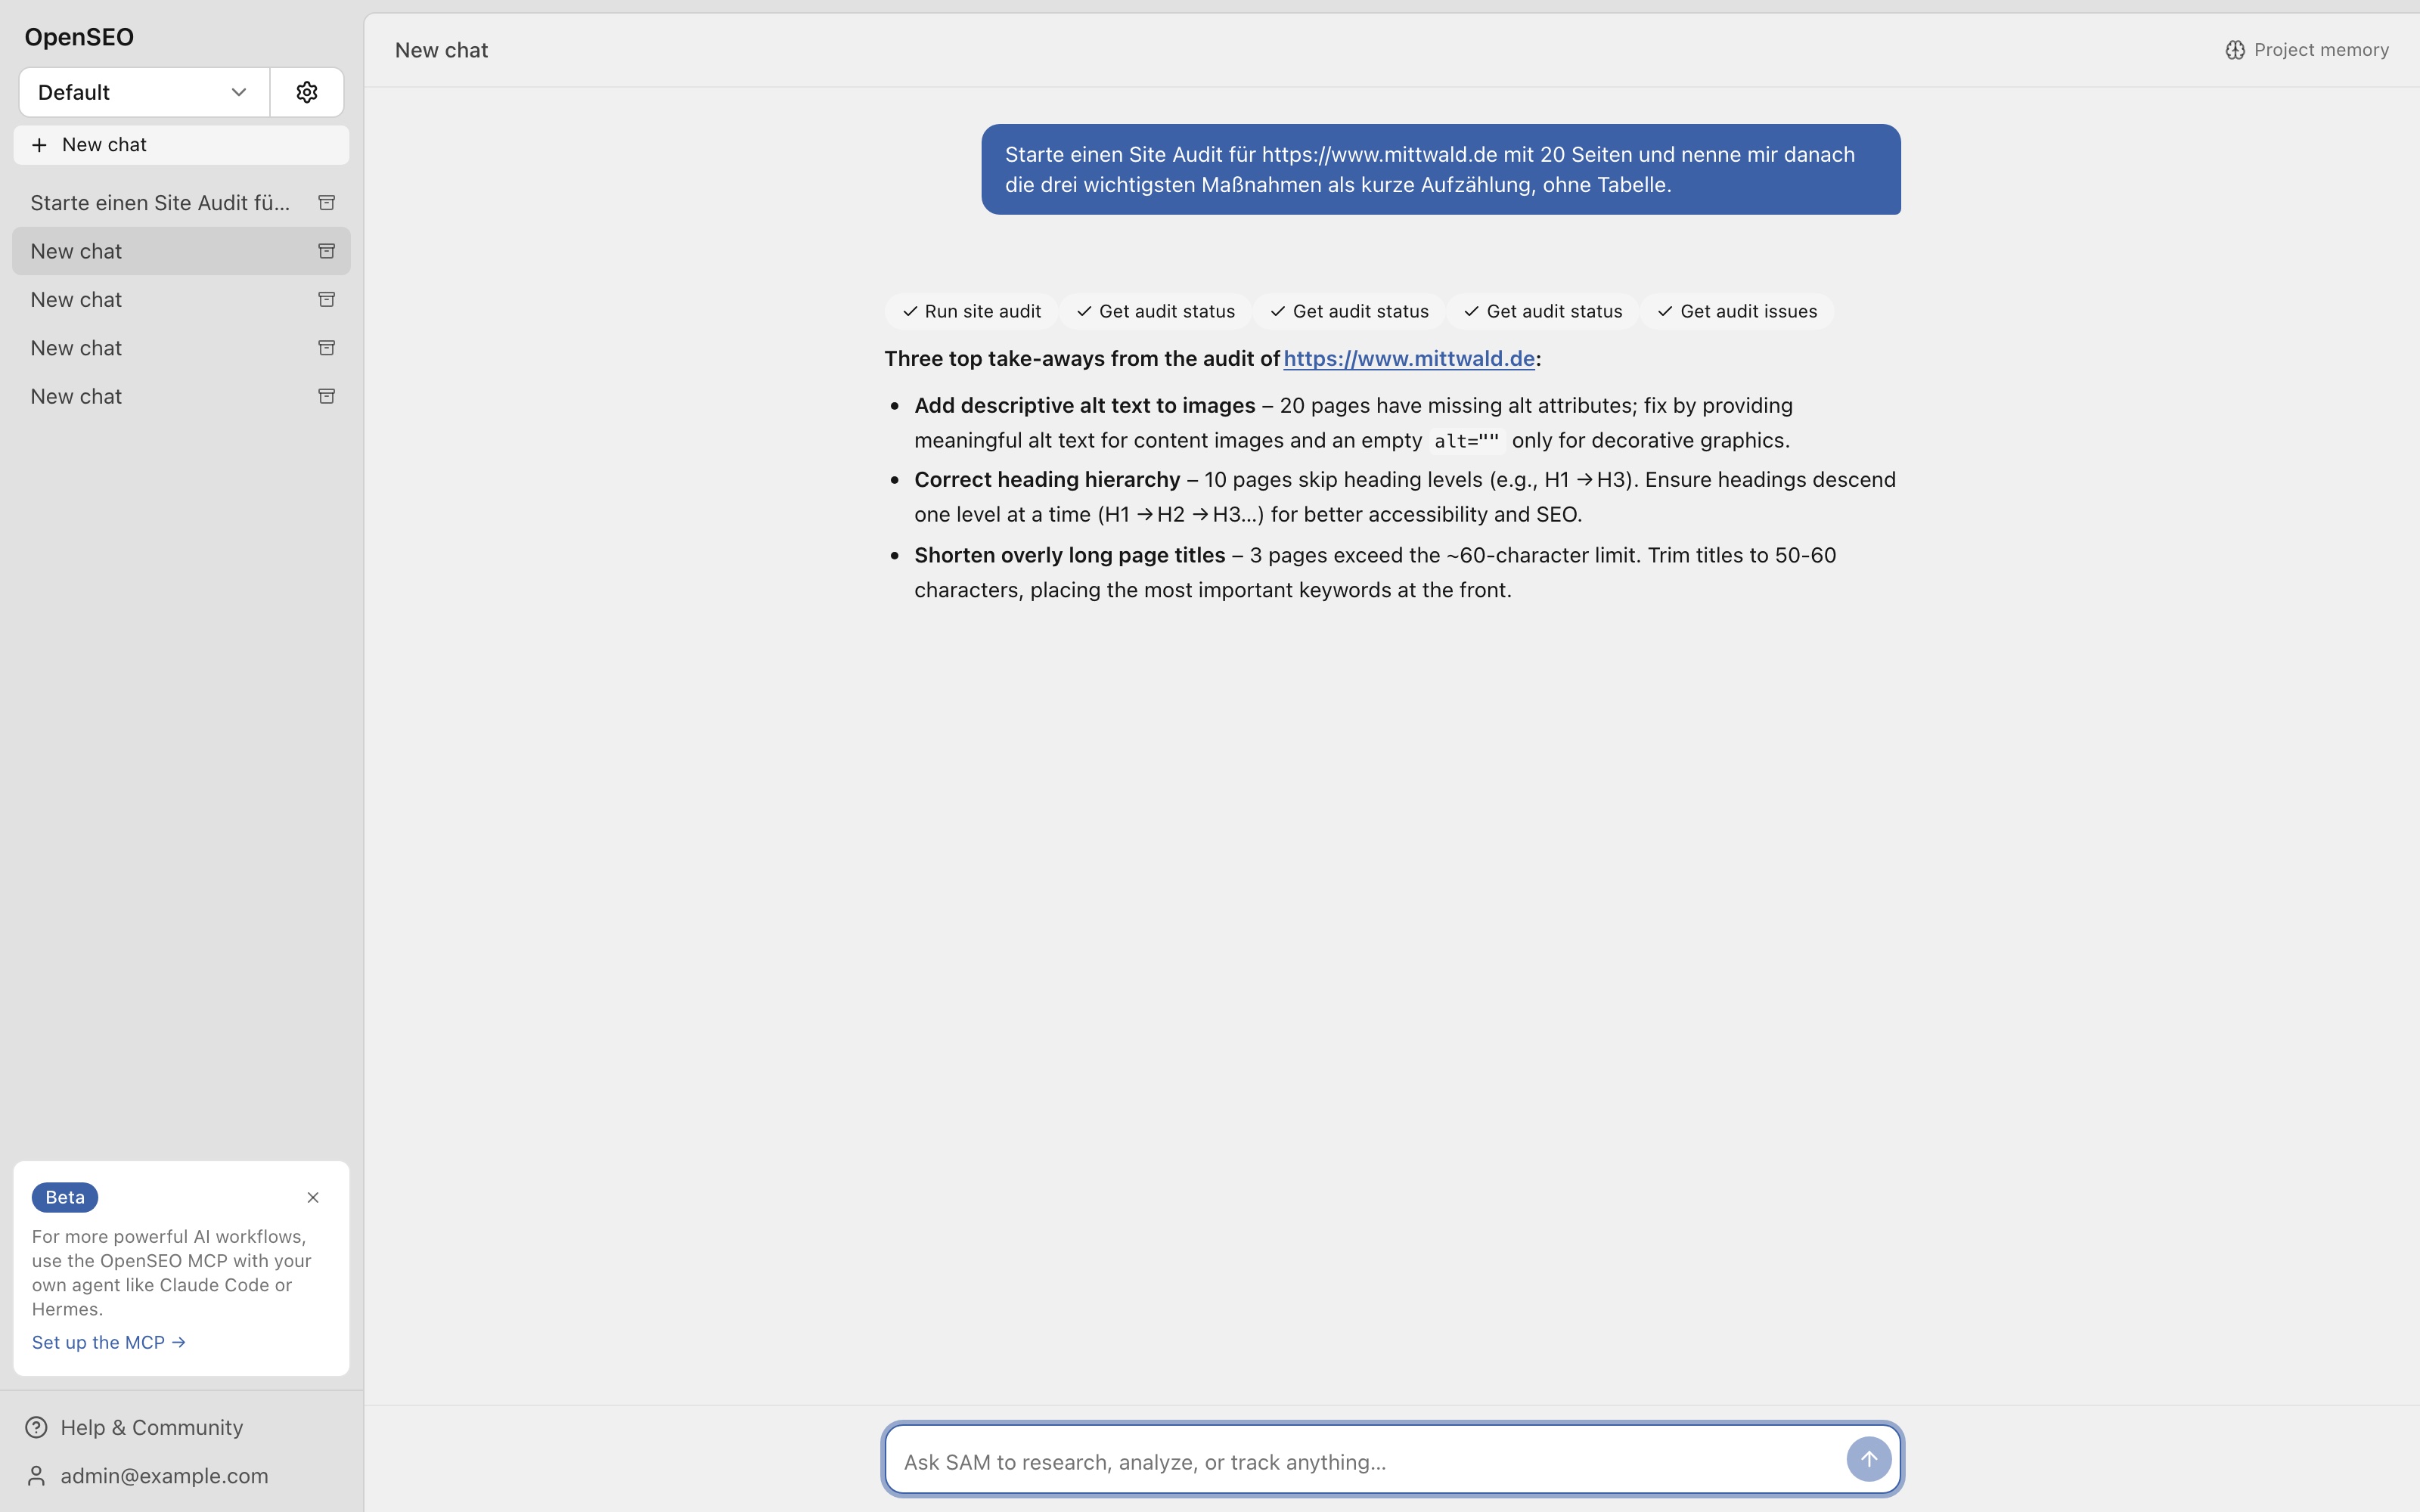 OpenSEO
Default
New chat
Starte einen Site Audit fü...
New chat
New chat
New chat
New chat
Beta
For more powerful AI workflows,
use the OpenSEO MCP with your
own agent like Claude Code or
Hermes.
Set up the MCP →
Help & Community
admin@example.com
New chat
Project memory
Starte einen Site Audit für https://www.mittwald.de mit 20 Seiten und nenne mir danach
die drei wichtigsten Maßnahmen als kurze Aufzählung, ohne Tabelle.
Run site audit Get audit status Get audit status Get audit status Get audit issues
Three top take-aways from the audit of https://www.mittwald.de:
• Add descriptive alt text to images – 20 pages have missing alt attributes; fix by providing
meaningful alt text for content images and an empty alt="" only for decorative graphics.
• Correct heading hierarchy – 10 pages skip heading levels (e.g., H1 → H3). Ensure headings descend
one level at a time (H1 → H2 → H3…) for better accessibility and SEO.
• Shorten overly long page titles – 3 pages exceed the ~60-character limit. Trim titles to 50-60
characters, placing the most important keywords at the front.
Ask SAM to research, analyze, or track anything...